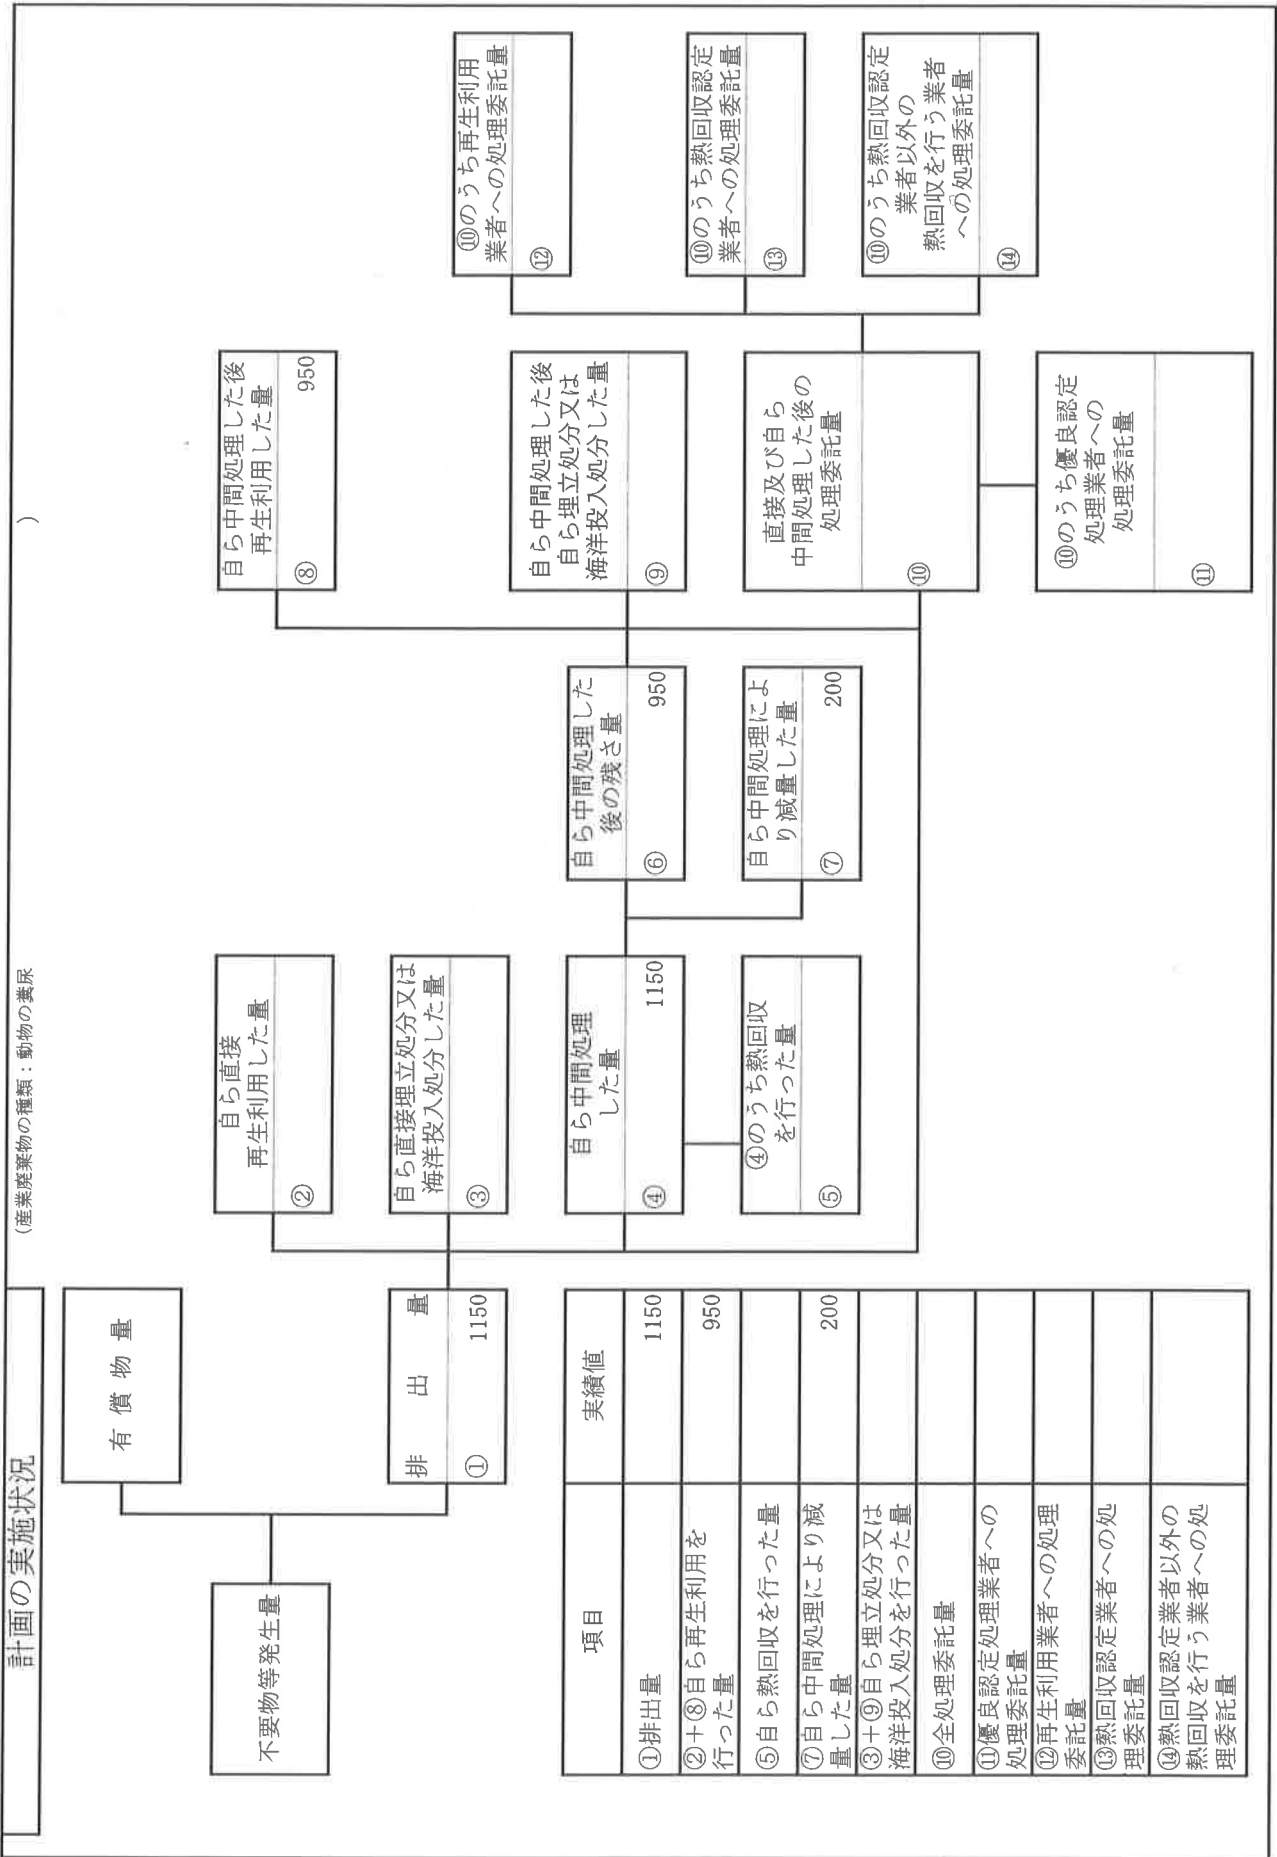 計画の実施状況
(産業廃棄物の種類：動物の糞尿
)
不要物等発生量
有償物量
排出量
① 1150
自ら直接
再生利用した量
②
自ら直接埋立処分又は
海洋投入処分した量
③
自ら中間処理
した量
④ 1150
④のうち熱回収
を行った量
⑤
自ら中間処理した
後の残さ量
⑥ 950
自ら中間処理によ
り減量した量
⑦ 200
自ら中間処理した後
再生利用した量
⑧ 950
自ら中間処理した後
自ら埋立処分又は
海洋投入処分した量
⑨
直接及び自ら
中間処理した後の
処理委託量
⑩
⑩のうち優良認定
処理業者への
処理委託量
⑪
⑩のうち再生利用
業者への処理委託量
⑫
⑩のうち熱回収認定
業者への処理委託量
⑬
⑩のうち熱回収認定
業者以外の
熱回収を行う業者
への処理委託量
⑭
項目 実績値
①排出量 1150
②＋⑧自ら再生利用を
行った量 950
⑤自ら熱回収を行った量
⑦自ら中間処理により減
量した量 200
③＋⑨自ら埋立処分又は
海洋投入処分を行った量
⑩全処理委託量
⑪優良認定処理業者への
処理委託量
⑫再生利用業者への処理
委託量
⑬熱回収認定業者への処
理委託量
⑭熱回収認定業者以外の
熱回収を行う業者への処
理委託量